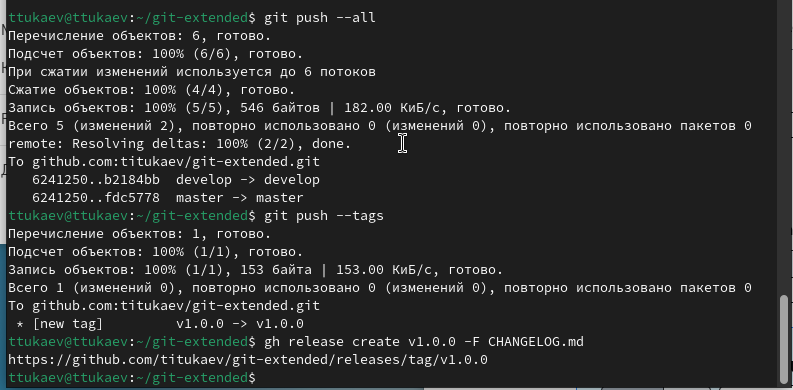 ttukaev@ttukaev:~/git-extended$ git push --all
Перечисление объектов: 6, готово.
Подсчет объектов: 100% (6/6), готово.
При сжатии изменений используется до 6 потоков
Сжатие объектов: 100% (4/4), готово.
Запись объектов: 100% (5/5), 546 байтов | 182.00 КиБ/с, готово.
Всего 5 (изменений 2), повторно использовано 0 (изменений 0), повторно использовано пакетов 0
remote: Resolving deltas: 100% (2/2), done.
To github.com:titukaev/git-extended.git
   6241250..b2184bb  develop -> develop
   6241250..fdc5778  master -> master
ttukaev@ttukaev:~/git-extended$ git push --tags
Перечисление объектов: 1, готово.
Подсчет объектов: 100% (1/1), готово.
Запись объектов: 100% (1/1), 153 байта | 153.00 КиБ/с, готово.
Всего 1 (изменений 0), повторно использовано 0 (изменений 0), повторно использовано пакетов 0
To github.com:titukaev/git-extended.git
 * [new tag]         v1.0.0 -> v1.0.0
ttukaev@ttukaev:~/git-extended$ gh release create v1.0.0 -F CHANGELOG.md
https://github.com/titukaev/git-extended/releases/tag/v1.0.0
ttukaev@ttukaev:~/git-extended$